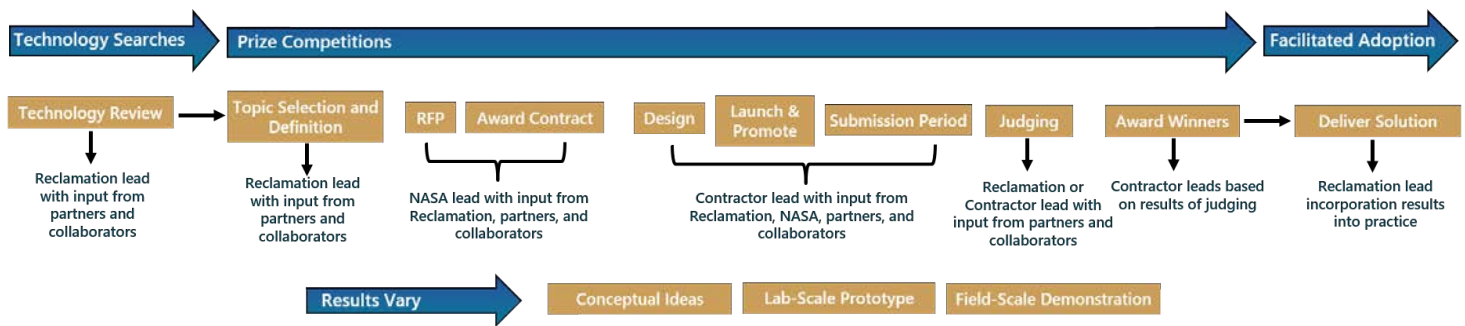 Technology Searches
Prize Competitions
Facilitated Adoption
Technology Review
Topic Selection and
Definition
RFP
Award Contract
Design
Launch &
Promote
Submission Period
Judging
Award Winners
Deliver Solution
Reclamation lead
with input from
partners and
collaborators
Reclamation lead
with input from
partners and
collaborators
NASA lead with input from
Reclamation, partners, and
collaborators
Contractor lead with input from
Reclamation, NASA, partners, and
collaborators
Reclamation or
Contractor lead with
input from partners and
collaborators
Contractor leads based
on results of judging
Reclamation lead
incorporation results
into practice
Results Vary
Conceptual Ideas
Lab-Scale Prototype
Field-Scale Demonstration